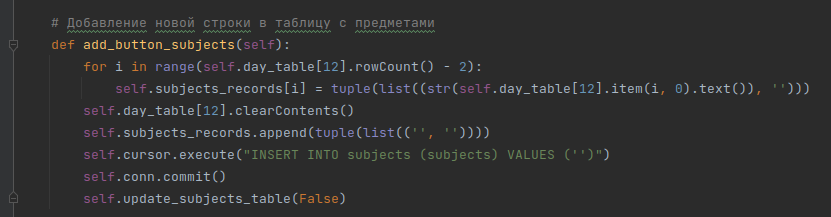 # Добавление новой строки в таблицу с предметами
def add_button_subjects(self):
    for i in range(self.day_table[12].rowCount() - 2):
        self.subjects_records[i] = tuple(list((str(self.day_table[12].item(i, 0).text()), '')))
    self.day_table[12].clearContents()
    self.subjects_records.append(tuple(list(('', ''))))
    self.cursor.execute("INSERT INTO subjects (subjects) VALUES ('')")
    self.conn.commit()
    self.update_subjects_table(False)